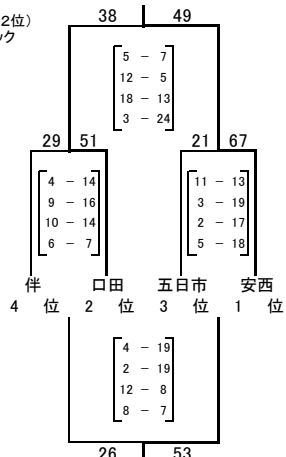 2位)
ック
38 49
5 - 7
12 - 5
18 - 13
3 - 24
29 51 21 67
4 - 14 11 - 13
9 - 16 3 - 19
10 - 14 2 - 17
6 - 7 5 - 18
伴 口田 五日市 安西
4 位 2 位 3 位 1 位
4 - 19
2 - 19
12 - 8
8 - 7
26 53